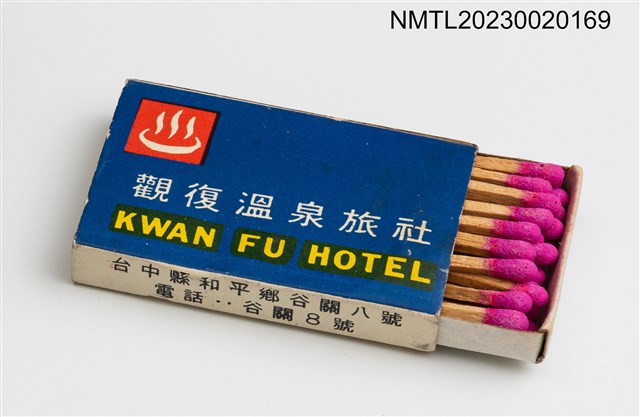 NMTL20230020169
觀復溫泉旅社
KWAN FU HOTEL
台中縣和平鄉谷關八號
電話：谷關8號